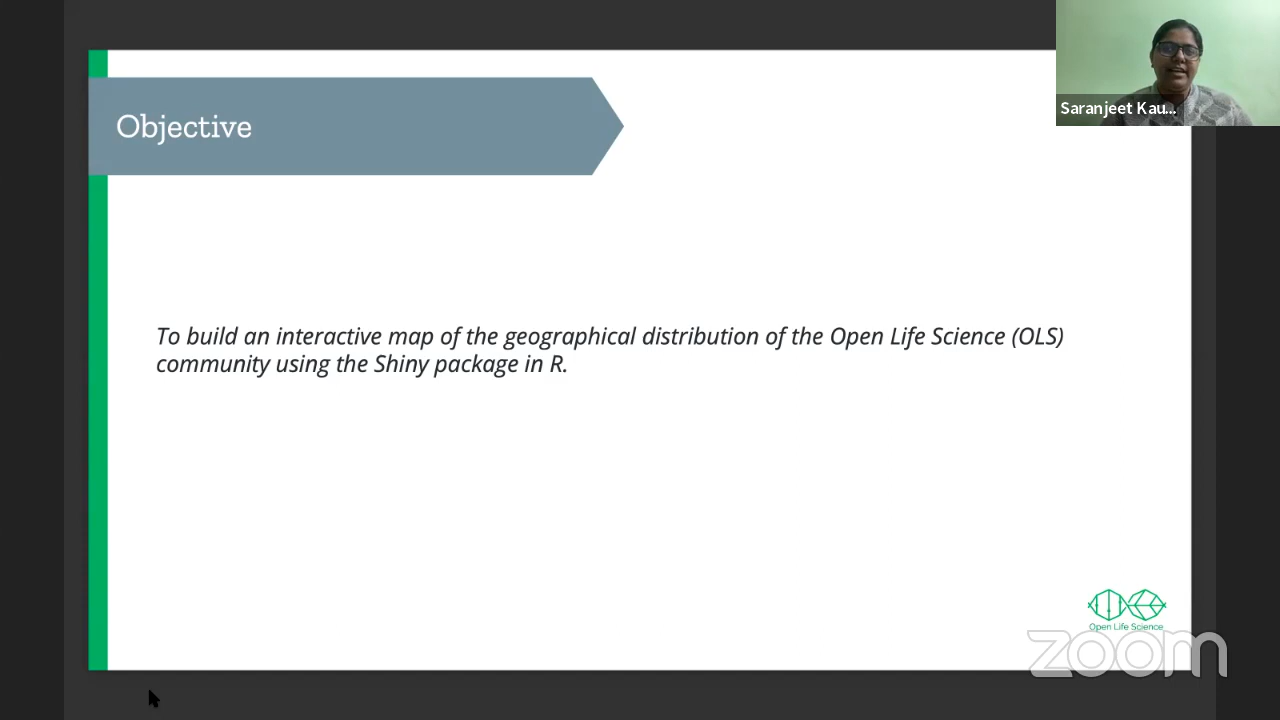 Objective
Saranjeet Kau...
To build an interactive map of the geographical distribution of the Open Life Science (OLS)
community using the Shiny package in R.
Open Life Science
zoom